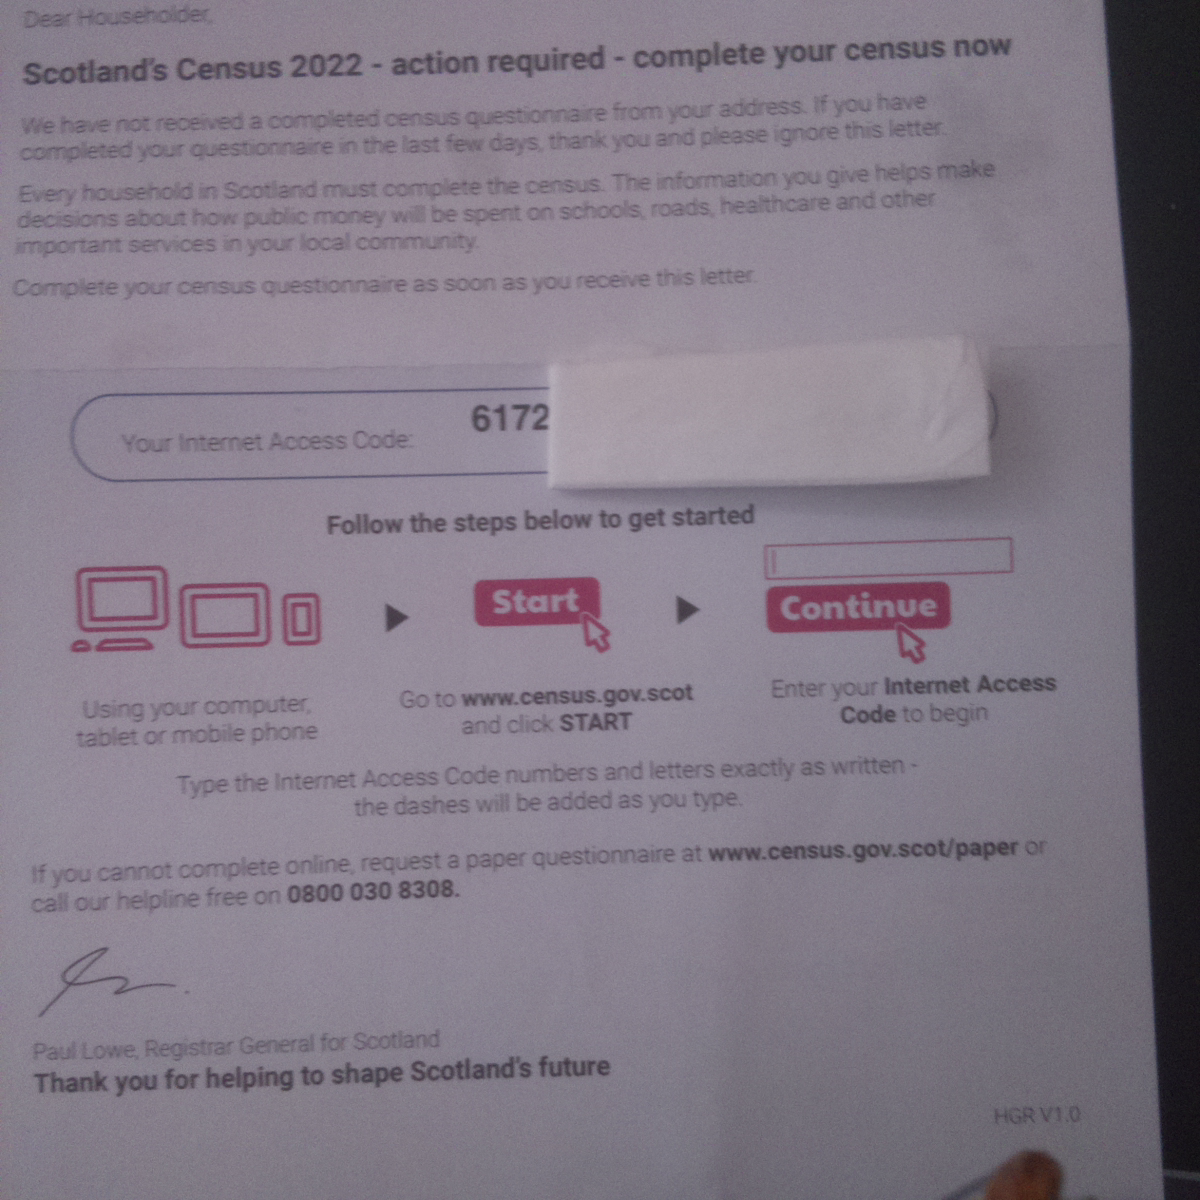 Dear Householder,
Scotland's Census 2022 - action required - complete your census now
We have not received a completed census questionnaire from your address. If you have
completed your questionnaire in the last few days, thank you and please ignore this letter.
Every household in Scotland must complete the census. The information you give helps make
decisions about how public money will be spent on schools, roads, healthcare and other
important services in your local community.
Complete your census questionnaire as soon as you receive this letter.
Your Internet Access Code: 6172
Follow the steps below to get started
Start
Continue
Using your computer,
tablet or mobile phone
Go to www.census.gov.scot
and click START
Enter your Internet Access
Code to begin
Type the Internet Access Code numbers and letters exactly as written -
the dashes will be added as you type.
If you cannot complete online, request a paper questionnaire at www.census.gov.scot/paper or
call our helpline free on 0800 030 8308.
Paul Lowe, Registrar General for Scotland
Thank you for helping to shape Scotland's future
HGR V1.0